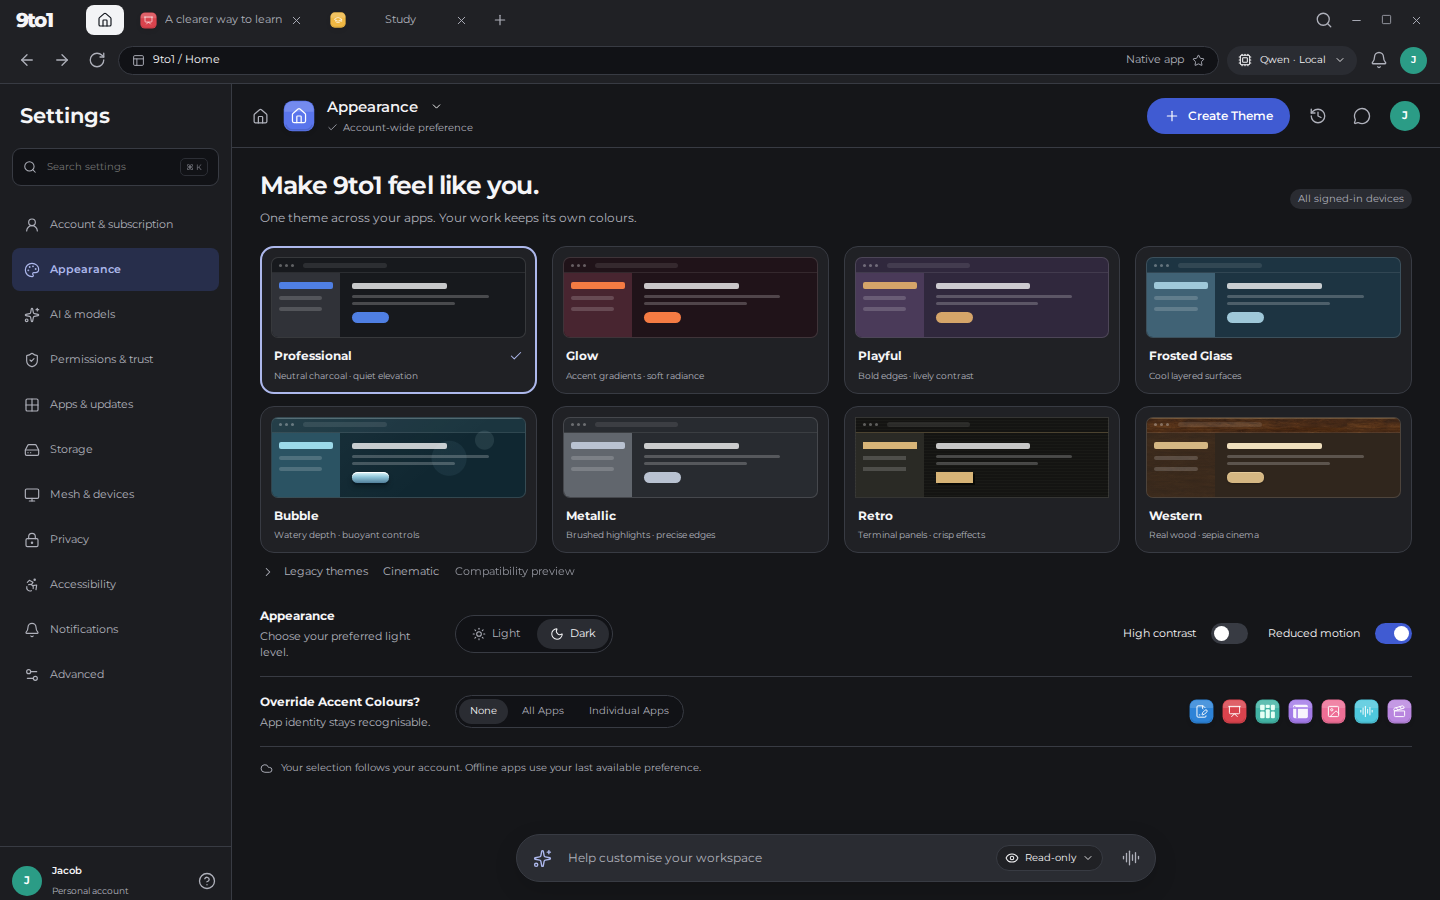 9to1
A clearer way to learn
Study
9to1 / Home
Native app
Qwen · Local
J
Settings
Search settings
⌘ K
Account & subscription
Appearance
AI & models
Permissions & trust
Apps & updates
Storage
Mesh & devices
Privacy
Accessibility
Notifications
Advanced
J
Jacob
Personal account
Appearance
Account-wide preference
Create Theme
J
Make 9to1 feel like you.
One theme across your apps. Your work keeps its own colours.
All signed-in devices
Professional
Neutral charcoal · quiet elevation
Glow
Accent gradients · soft radiance
Playful
Bold edges · lively contrast
Frosted Glass
Cool layered surfaces
Bubble
Watery depth · buoyant controls
Metallic
Brushed highlights · precise edges
Retro
Terminal panels · crisp effects
Western
Real wood · sepia cinema
Legacy themes
Cinematic
Compatibility preview
Appearance
Choose your preferred light
level.
Light
Dark
High contrast
Reduced motion
Override Accent Colours?
App identity stays recognisable.
None
All Apps
Individual Apps
Your selection follows your account. Offline apps use your last available preference.
Help customise your workspace
Read-only